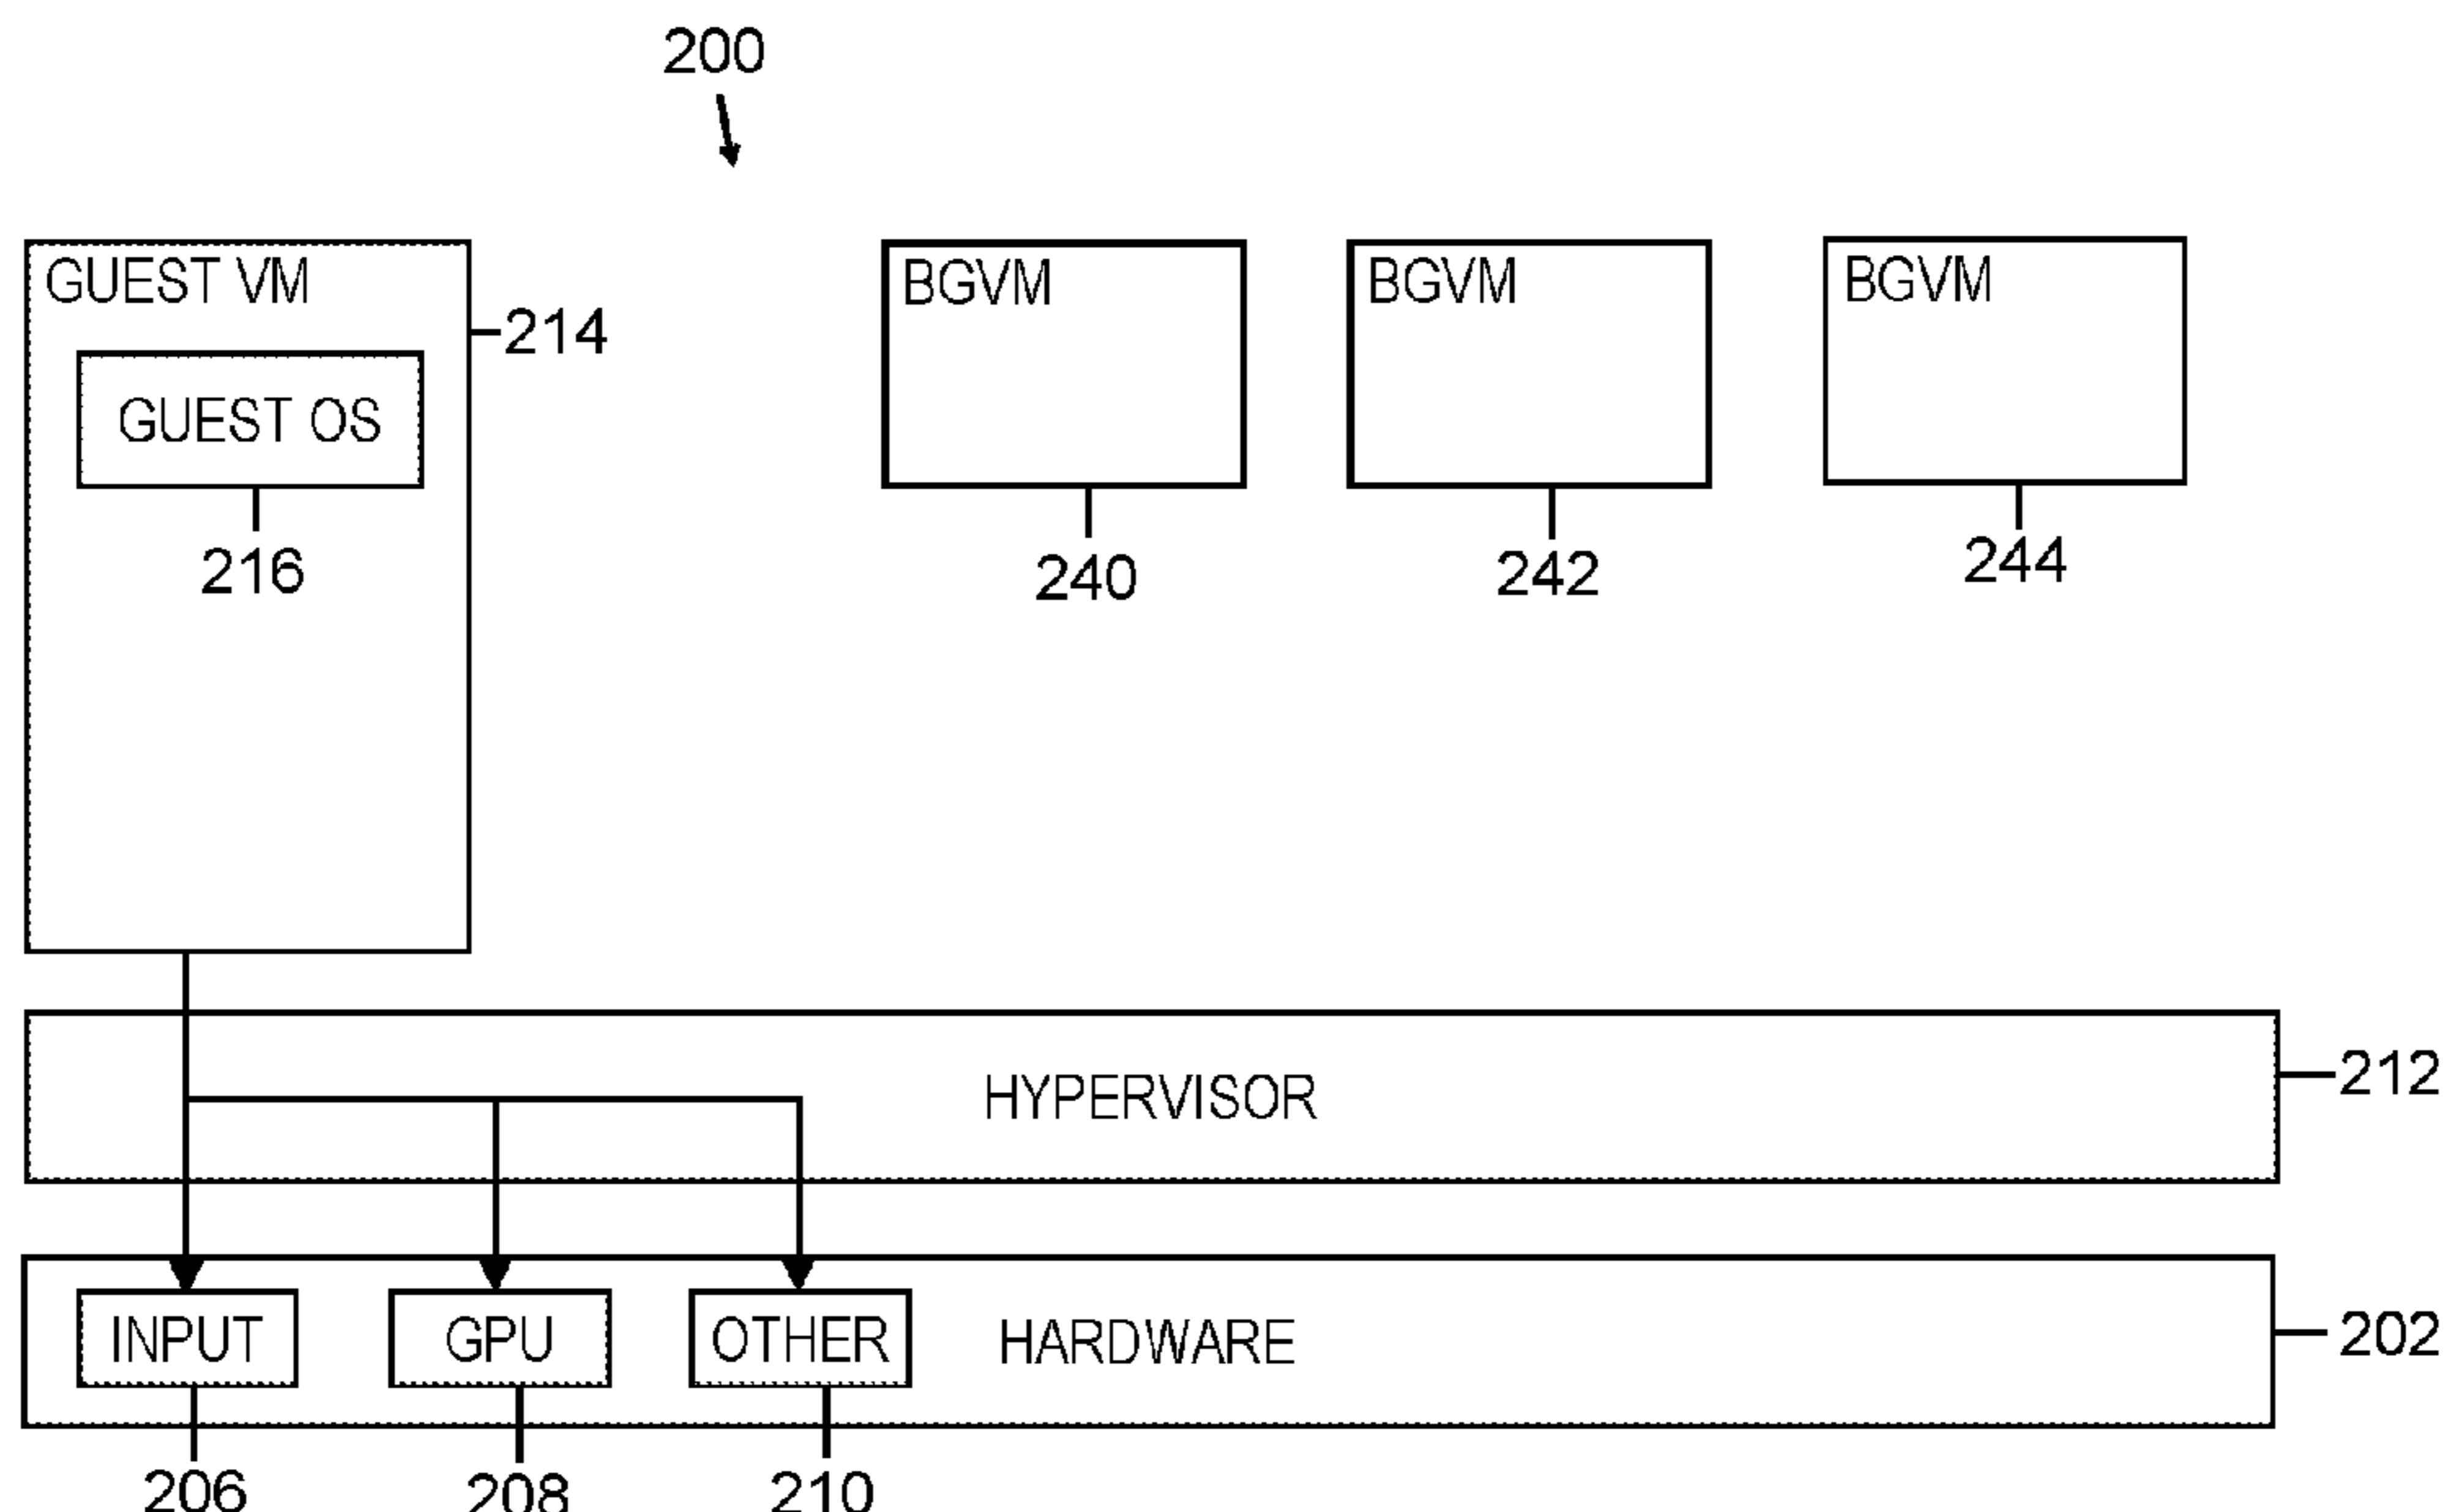 200
GUEST VM
214
GUEST OS
216
BGVM
240
BGVM
242
BGVM
244
HYPERVISOR
212
INPUT
GPU
OTHER
HARDWARE
202
206
208
210